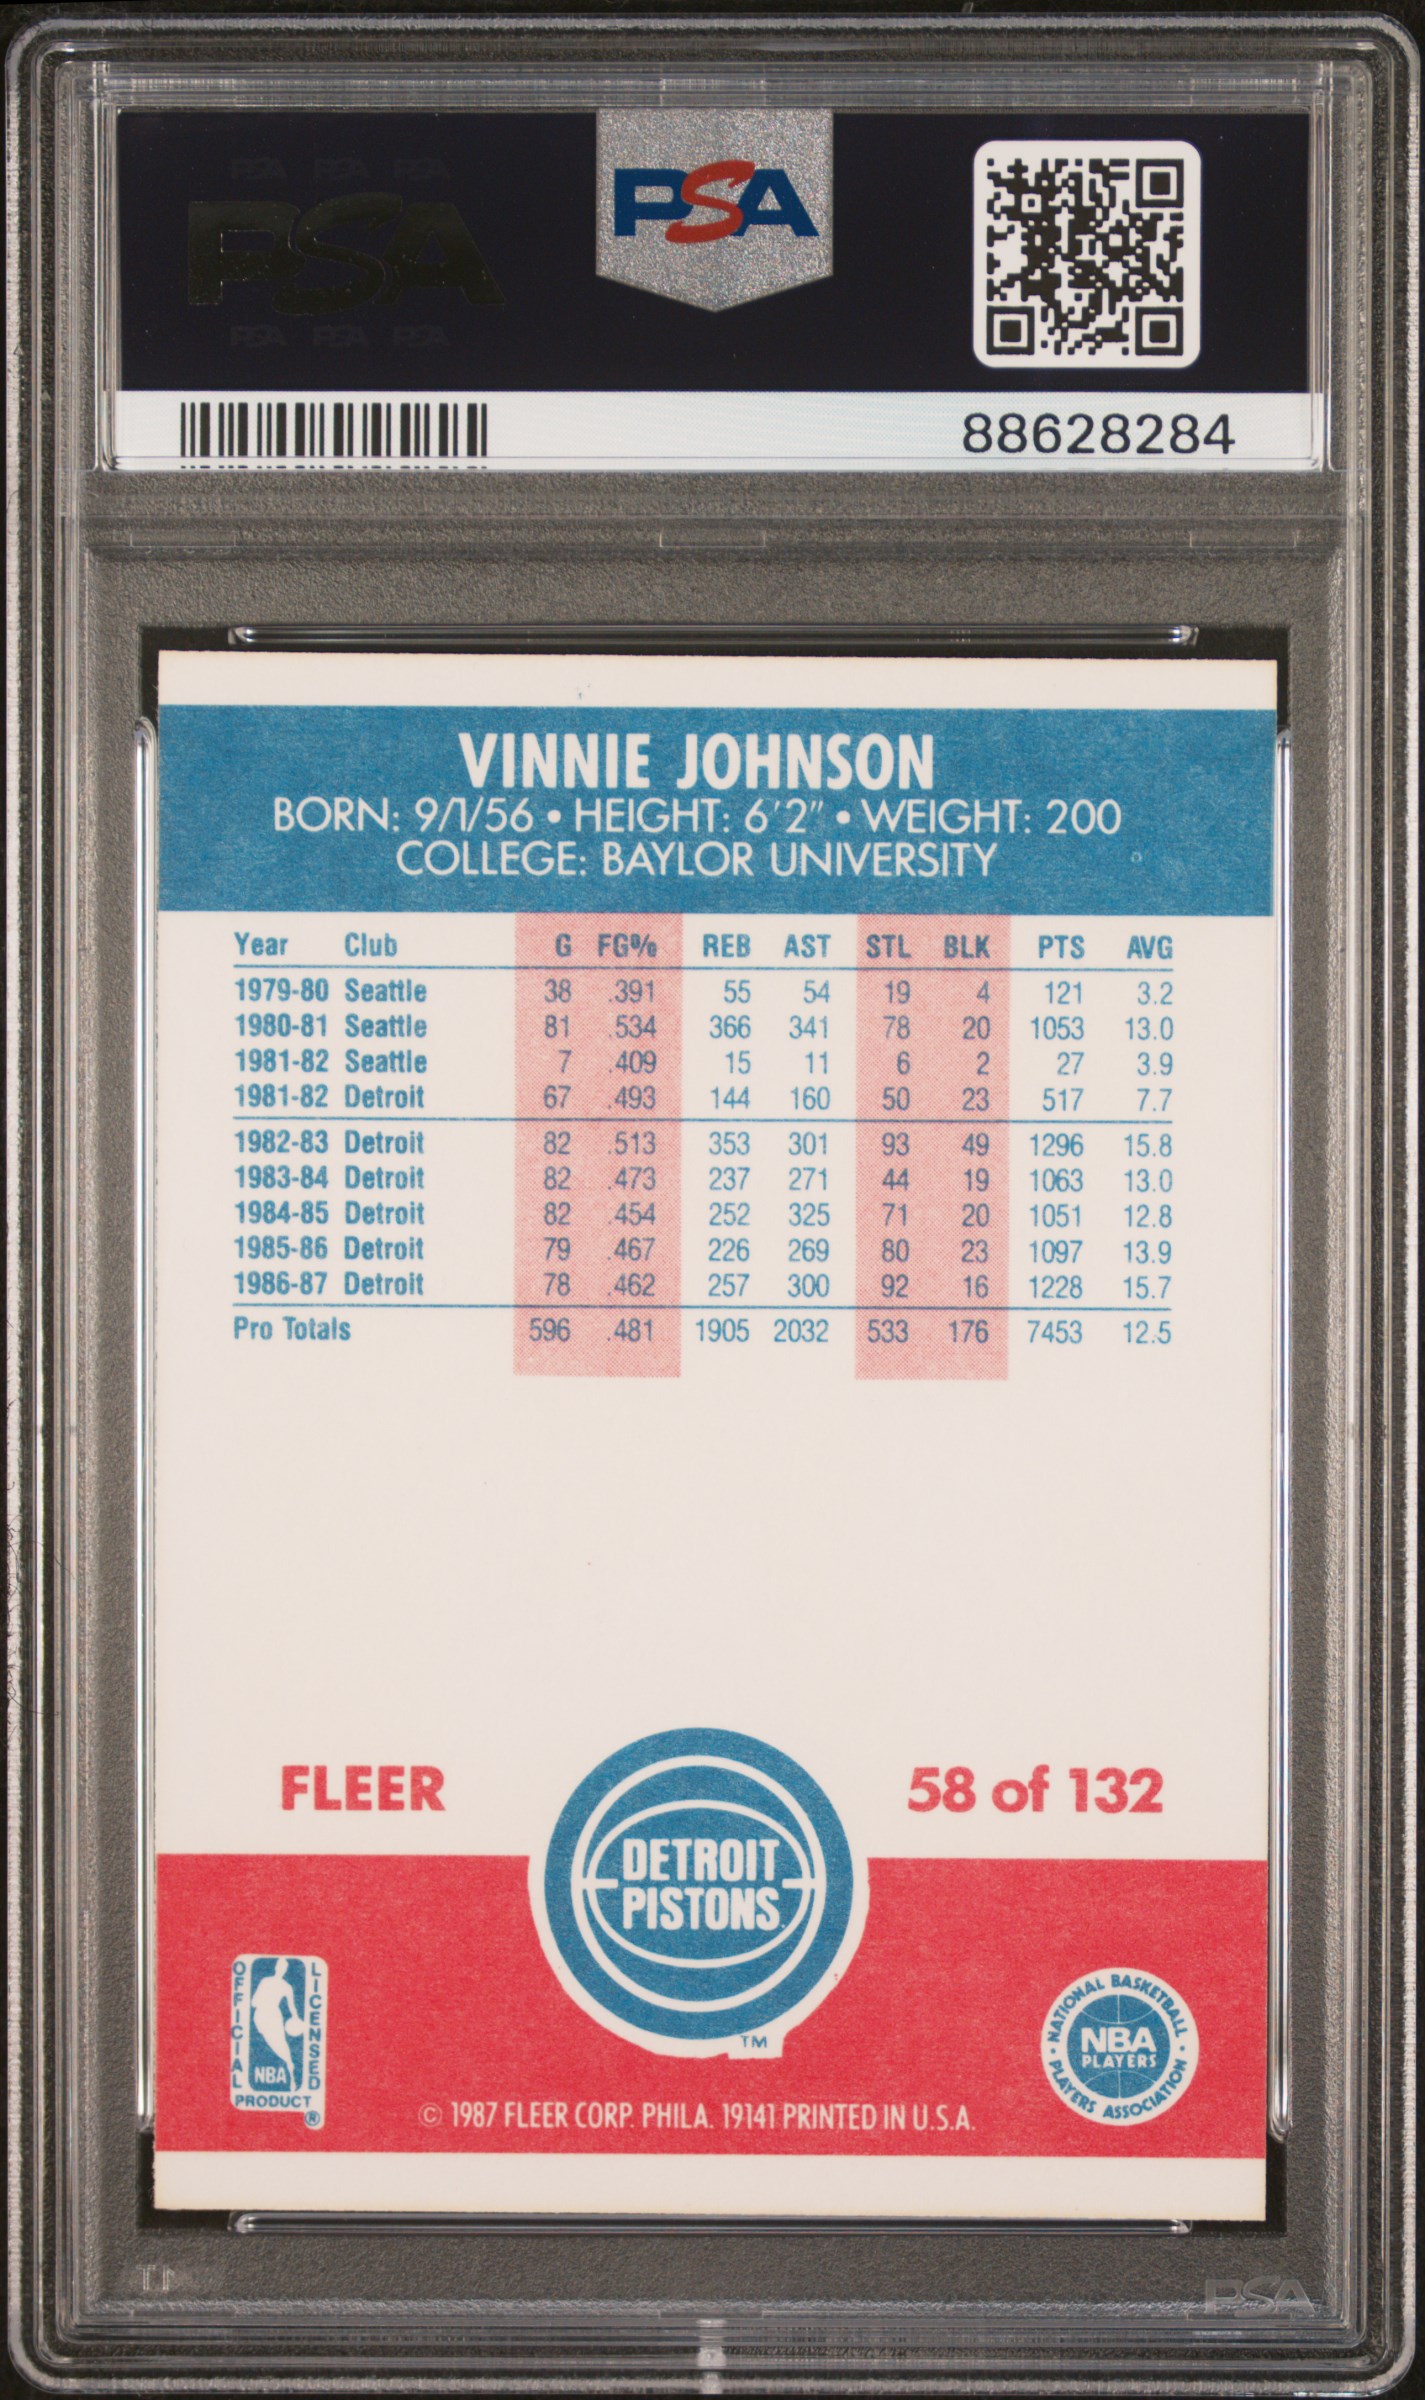 PSA PSA PSA
PSA
PSA PSA PSA
PSA
88628284
VINNIE JOHNSON
BORN: 9/1/56 • HEIGHT: 6'2" • WEIGHT: 200
COLLEGE: BAYLOR UNIVERSITY
Year Club G FG% REB AST STL BLK PTS AVG
1979-80 Seattle 38 .391 55 54 19 4 121 3.2
1980-81 Seattle 81 .534 366 341 78 20 1053 13.0
1981-82 Seattle 7 .409 15 11 6 2 27 3.9
1981-82 Detroit 67 .493 144 160 50 23 517 7.7
1982-83 Detroit 82 .513 353 301 93 49 1296 15.8
1983-84 Detroit 82 .473 237 271 44 19 1063 13.0
1984-85 Detroit 82 .454 252 325 71 20 1051 12.8
1985-86 Detroit 79 .467 226 269 80 23 1097 13.9
1986-87 Detroit 78 .462 257 300 92 16 1228 15.7
Pro Totals 596 .481 1905 2032 533 176 7453 12.5
FLEER
58 of 132
DETROIT
PISTONS
TM
OFFICIAL
LICENSED
NBA
PRODUCT
®
NATIONAL BASKETBALL
NBA
PLAYERS
PLAYERS ASSOCIATION
© 1987 FLEER CORP. PHILA. 19141 PRINTED IN U.S.A.
PSA